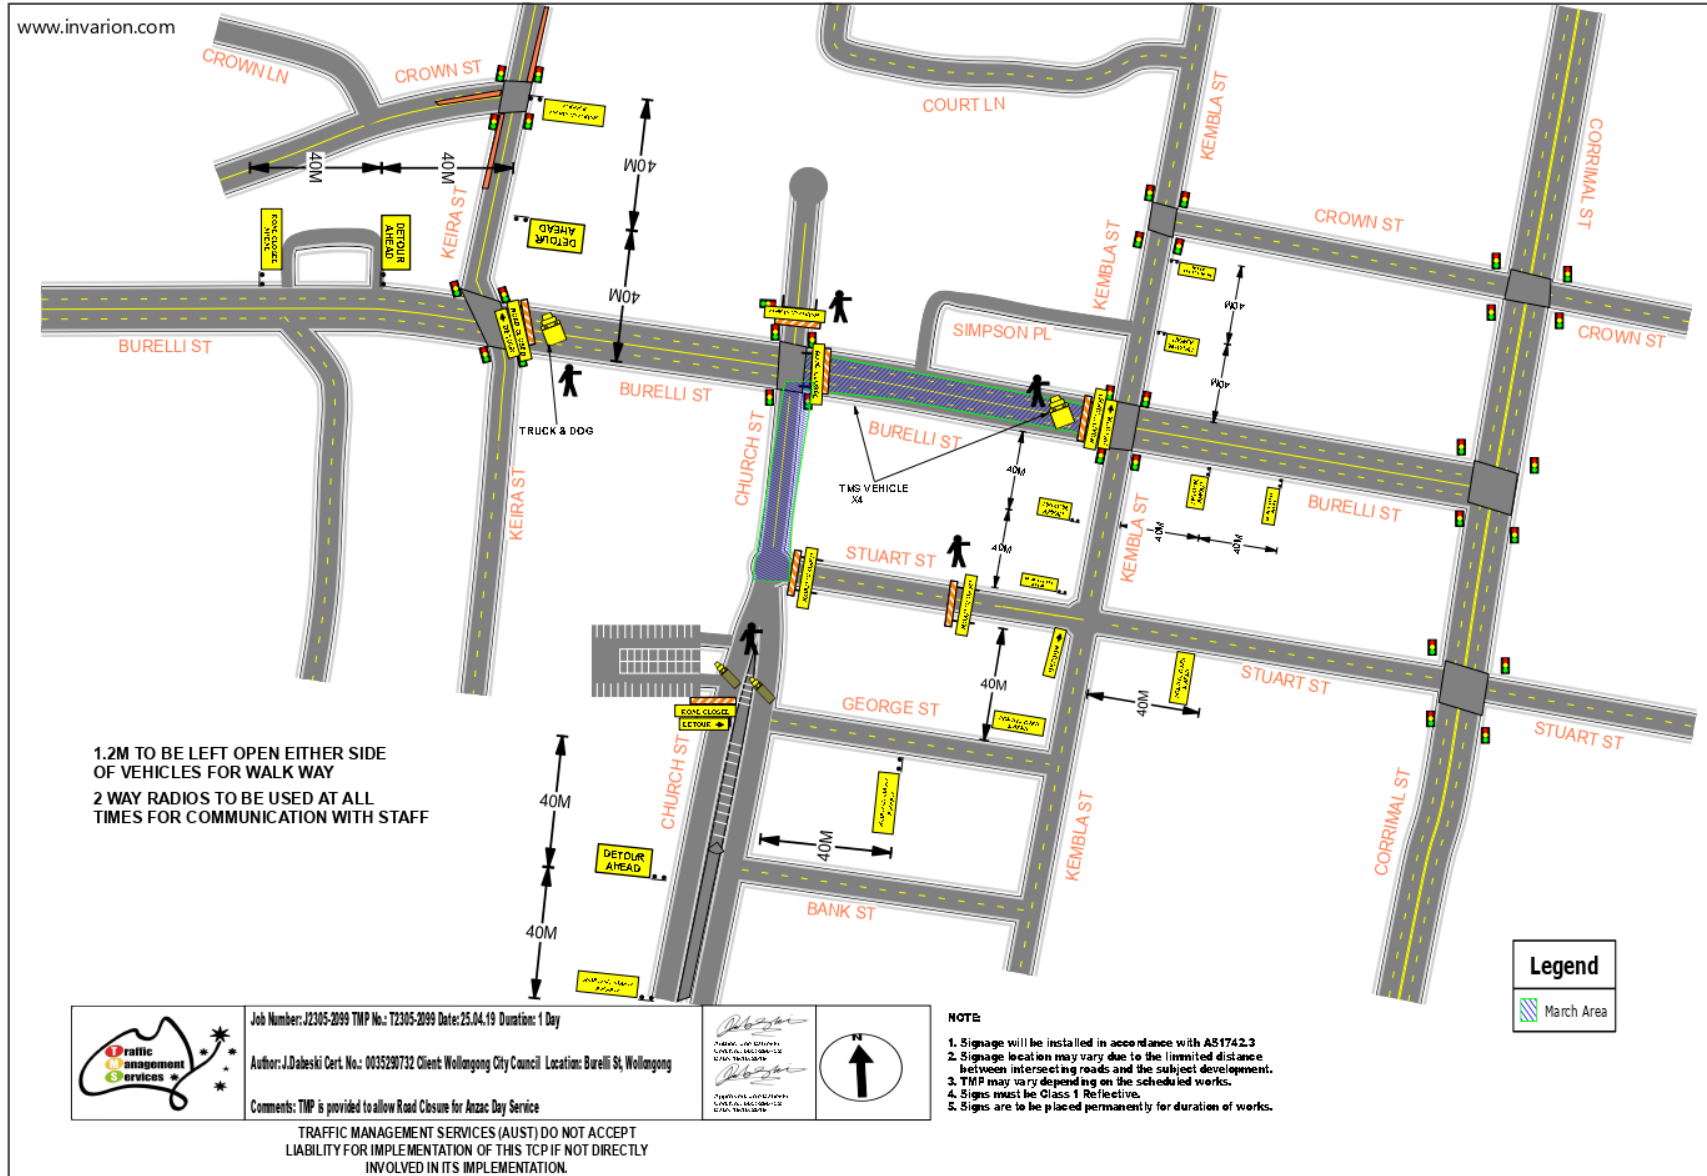 www.invarion.com
CROWN LN
CROWN ST
COURT LN
KEMBLA ST
CORRIMAL ST
40M
40M
40M
40M
KEIRA ST
DETOUR
AHEAD
ROAD CLOSED
AHEAD
DETOUR
AHEAD
KEMBLA ST
CROWN ST
CROWN ST
BURELLI ST
ROAD CLOSED
DETOUR
SIMPSON PL
40M
40M
BURELLI ST
TRUCK & DOG
CHURCH ST
BURELLI ST
TMS VEHICLE
X4
KEIRA ST
40M
40M
KEMBLA ST
40M
40M
BURELLI ST
STUART ST
STUART ST
STUART ST
40M
40M
GEORGE ST
ROAD CLOSED
DETOUR
CHURCH ST
1.2M TO BE LEFT OPEN EITHER SIDE
OF VEHICLES FOR WALK WAY
2 WAY RADIOS TO BE USED AT ALL
TIMES FOR COMMUNICATION WITH STAFF
40M
40M
DETOUR
AHEAD
40M
KEMBLA ST
CORRIMAL ST
BANK ST
Legend
March Area
Traffic
Management
Services
Job Number: J2305-2099 TMP No.: T2305-2099 Date: 25.04.19 Duration: 1 Day
Author: J.Dabeski Cert. No.: 0035290732 Client: Wollongong City Council Location: Burelli St, Wollongong
Comments: TMP is provided to allow Road Closure for Anzac Day Service
N
NOTE:
1. Signage will be installed in accordance with AS1742.3
2. Signage location may vary due to the limmited distance
between intersecting roads and the subject development.
3. TMP may vary depending on the scheduled works.
4. Signs must be Class 1 Reflective.
5. Signs are to be placed permanently for duration of works.
TRAFFIC MANAGEMENT SERVICES (AUST) DO NOT ACCEPT
LIABILITY FOR IMPLEMENTATION OF THIS TCP IF NOT DIRECTLY
INVOLVED IN ITS IMPLEMENTATION.